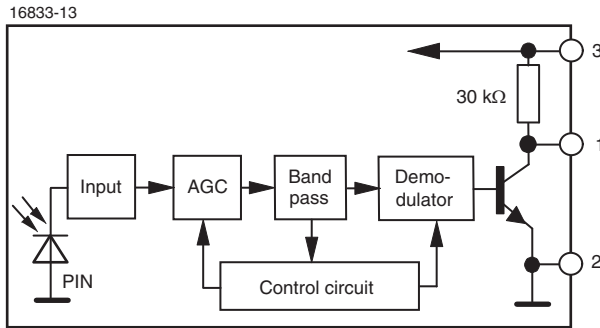 16833-13
3
30 kΩ
1
Input
AGC
Band
pass
Demo-
dulator
2
PIN
Control circuit